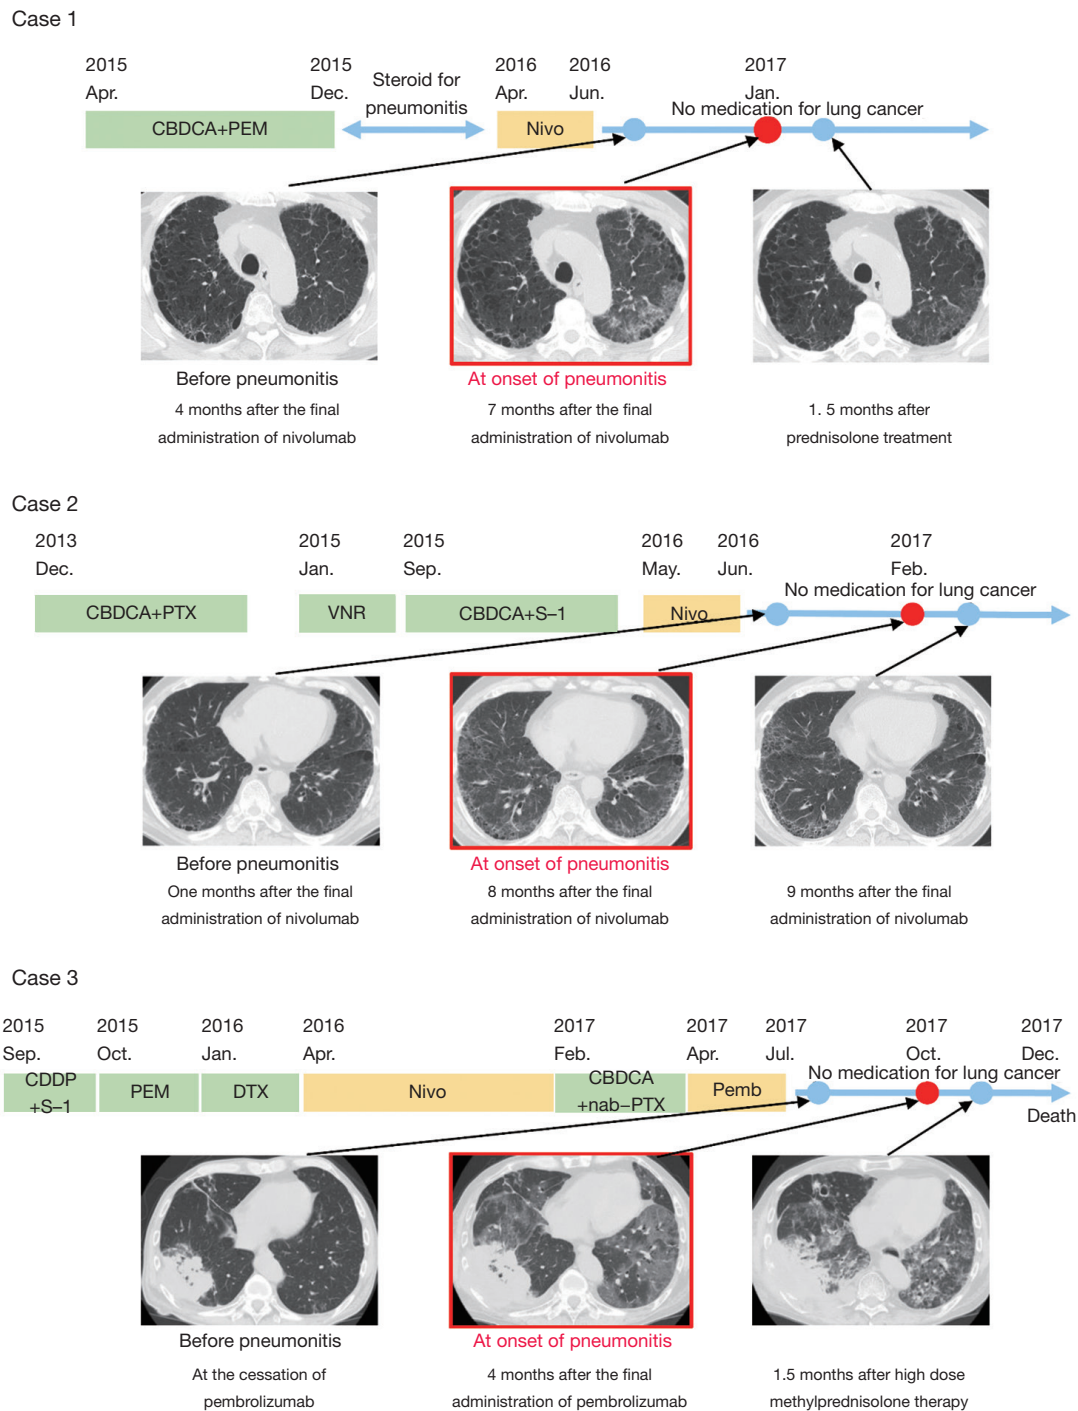 Case 1
2015 2015 2016 2016 2017
Apr. Dec. Apr. Jun. Jan.
Steroid for
pneumonitis
No medication for lung cancer
CBDCA+PEM Nivo
Before pneumonitis At onset of pneumonitis
4 months after the final 7 months after the final 1. 5 months after
administration of nivolumab administration of nivolumab prednisolone treatment
Case 2
2013 2015 2015 2016 2016 2017
Dec. Jan. Sep. May. Jun. Feb.
No medication for lung cancer
CBDCA+PTX VNR CBDCA+S–1 Nivo
Before pneumonitis At onset of pneumonitis
One months after the final 8 months after the final 9 months after the final
administration of nivolumab administration of nivolumab administration of nivolumab
Case 3
2015 2015 2016 2016 2017 2017 2017 2017 2017
Sep. Oct. Jan. Apr. Feb. Apr. Jul. Oct. Dec.
No medication for lung cancer
CDDP
+S–1
PEM DTX Nivo
CBDCA
+nab–PTX
Pemb
Death
Before pneumonitis At onset of pneumonitis
At the cessation of 4 months after the final 1.5 months after high dose
pembrolizumab administration of pembrolizumab methylprednisolone therapy